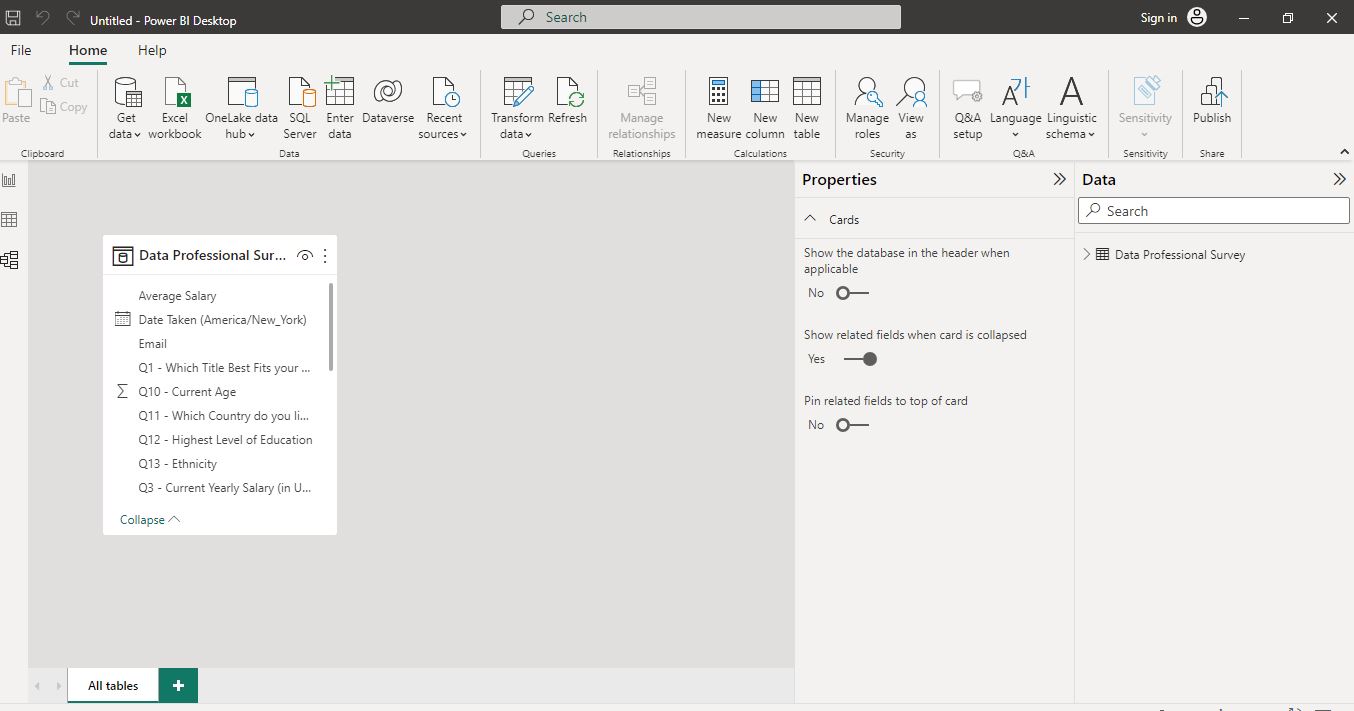 Untitled - Power BI Desktop
Search
Sign in
File
Home
Help
Paste
Cut
Copy
Clipboard
Get data
Excel workbook
OneLake data hub
SQL Server
Enter data
Dataverse
Recent sources
Data
Transform data
Refresh
Queries
Manage relationships
Relationships
New measure
New column
New table
Calculations
Manage roles
View as
Security
Q&A setup
Language
Linguistic schema
Q&A
Sensitivity
Sensitivity
Publish
Share
Data Professional Sur...
Average Salary
Date Taken (America/New_York)
Email
Q1 - Which Title Best Fits your ...
Q10 - Current Age
Q11 - Which Country do you li...
Q12 - Highest Level of Education
Q13 - Ethnicity
Q3 - Current Yearly Salary (in U...
Collapse
All tables
Properties
Cards
Show the database in the header when
applicable
No
Show related fields when card is collapsed
Yes
Pin related fields to top of card
No
Data
Search
Data Professional Survey